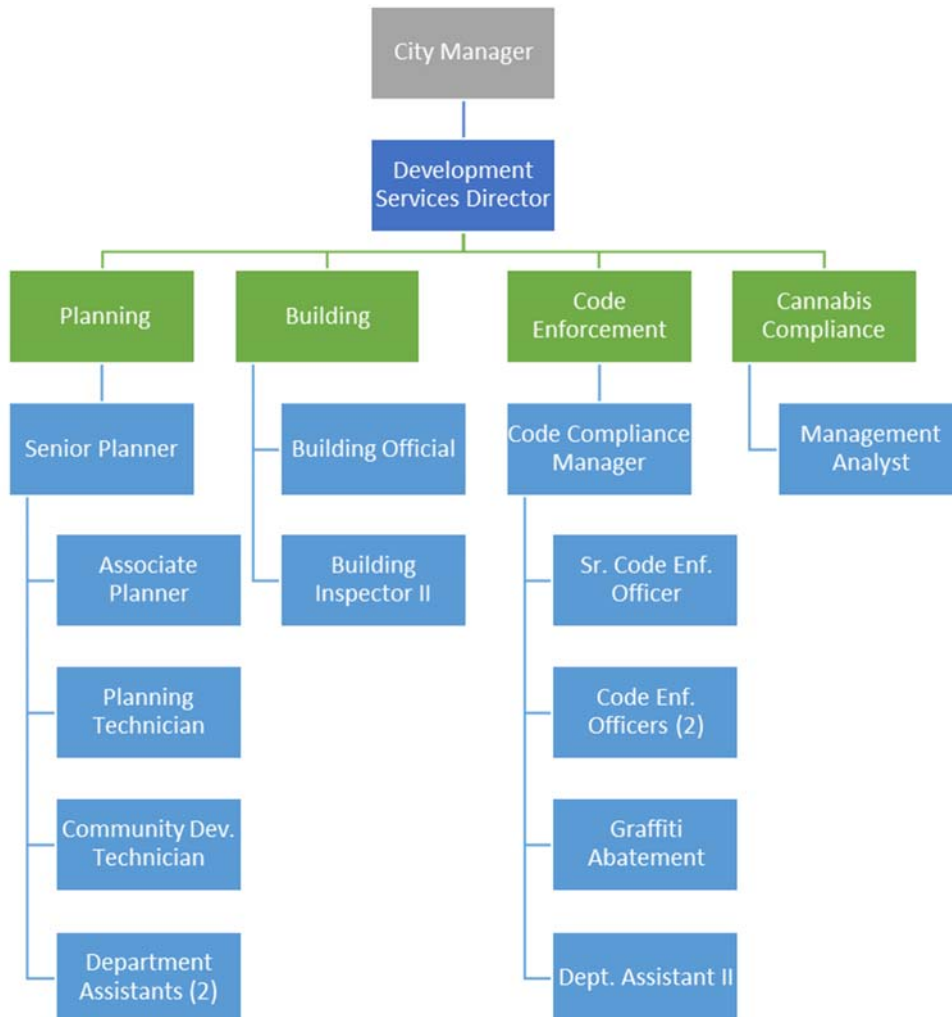 City Manager
Development
Services Director
Planning
Building
Code
Enforcement
Cannabis
Compliance
Senior Planner
Building Official
Code Compliance
Manager
Management
Analyst
Associate
Planner
Building
Inspector II
Sr. Code Enf.
Officer
Planning
Technician
Code Enf.
Officers (2)
Community Dev.
Technician
Graffiti
Abatement
Department
Assistants (2)
Dept. Assistant II